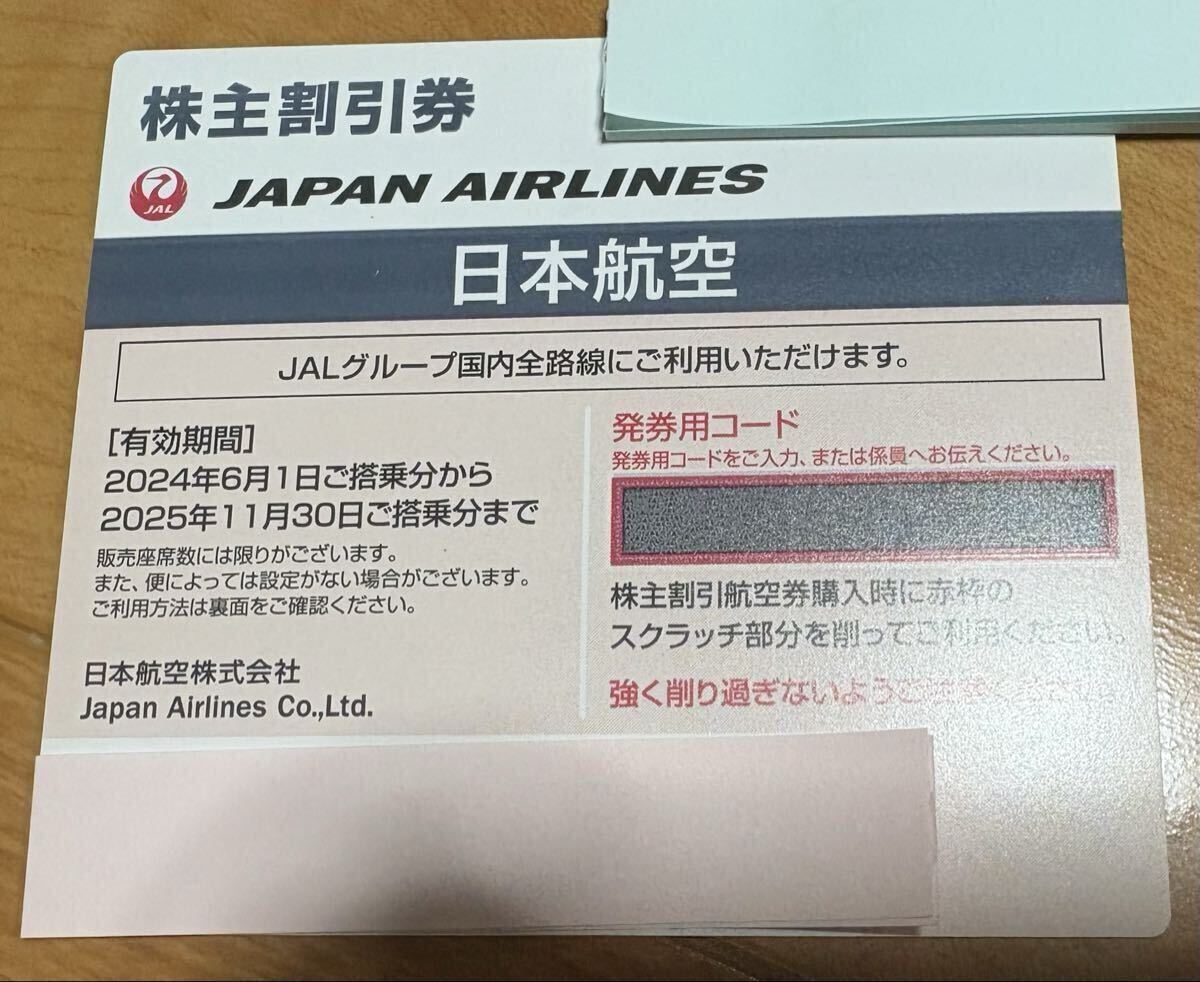 株主割引券
JAL
JAPAN AIRLINES
日本航空
JALグループ国内全路線にご利用いただけます。
[有効期間]
2024年6月1日ご搭乗分から
2025年11月30日ご搭乗分まで
販売座席数には限りがございます。
また、便によっては設定がない場合がございます。
ご利用方法は裏面をご確認ください。
日本航空株式会社
Japan Airlines Co.,Ltd.
発券用コード
発券用コードをご入力、または係員へお伝えください。
株主割引航空券購入時に赤枠の
スクラッチ部分を削ってご利用ください
強く削り過ぎないようご